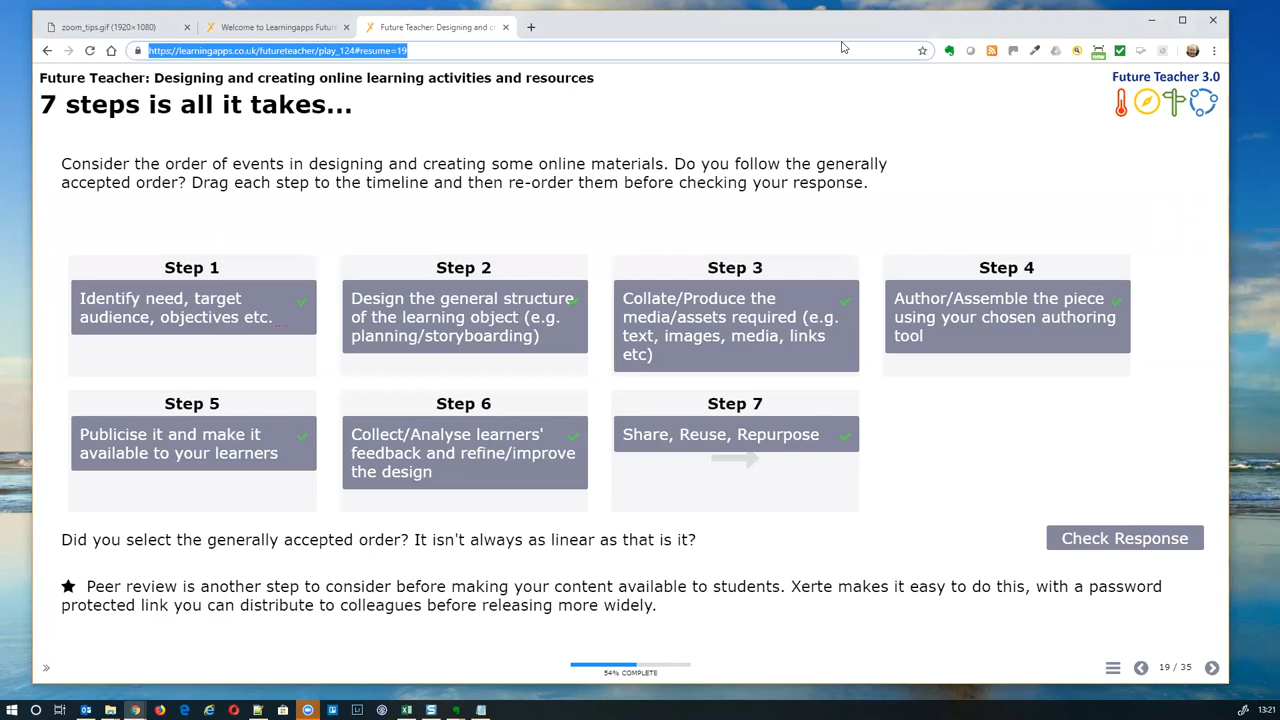 zoom_tips.gif (1920×1080)
Welcome to Learningapps Future
Future Teacher: Designing and cr
https://learningapps.co.uk/futureteacher/play_124#resume=19
new
Future Teacher: Designing and creating online learning activities and resources
Future Teacher 3.0
7 steps is all it takes...
Consider the order of events in designing and creating some online materials. Do you follow the generally
accepted order? Drag each step to the timeline and then re-order them before checking your response.
Step 1
Identify need, target
audience, objectives etc.
Step 2
Design the general structure
of the learning object (e.g.
planning/storyboarding)
Step 3
Collate/Produce the
media/assets required (e.g.
text, images, media, links
etc)
Step 4
Author/Assemble the piece
using your chosen authoring
tool
Step 5
Publicise it and make it
available to your learners
Step 6
Collect/Analyse learners'
feedback and refine/improve
the design
Step 7
Share, Reuse, Repurpose
Did you select the generally accepted order? It isn't always as linear as that is it?
Check Response
★ Peer review is another step to consider before making your content available to students. Xerte makes it easy to do this, with a password
protected link you can distribute to colleagues before releasing more widely.
54% COMPLETE
19 / 35
13:21